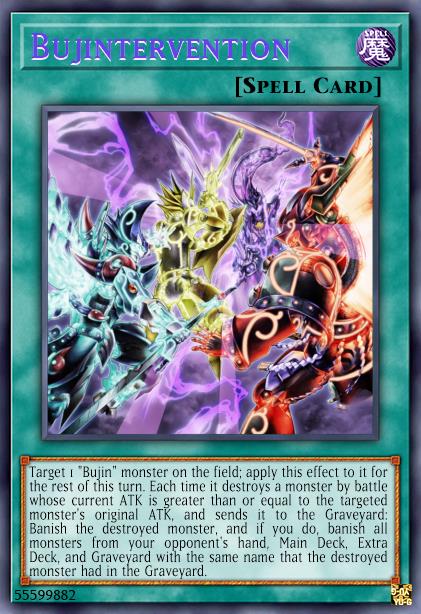 Bujintervention
SPELL
魔
[Spell Card]
Target 1 "Bujin" monster on the field; apply this effect to it for
the rest of this turn. Each time it destroys a monster by battle
whose current ATK is greater than or equal to the targeted
monster's original ATK, and sends it to the Graveyard:
Banish the destroyed monster, and if you do, banish all
monsters from your opponent's hand, Main Deck, Extra
Deck, and Graveyard with the same name that the destroyed
monster had in the Graveyard.
55599882